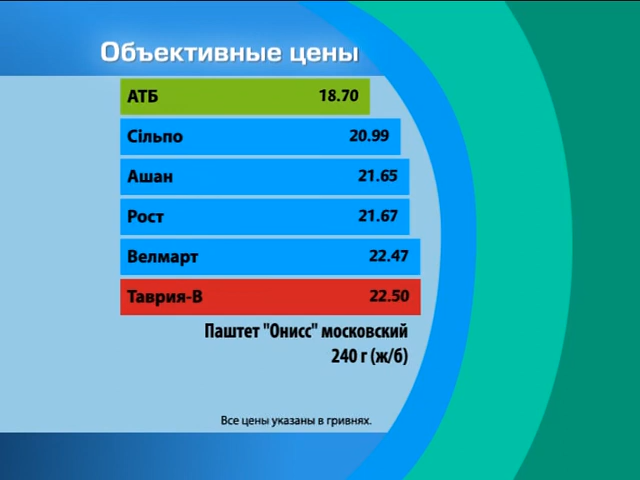 Объективные цены
АТБ 18.70
Сільпо 20.99
Ашан 21.65
Рост 21.67
Велмарт 22.47
Таврия-В 22.50
Паштет "Онисс" московский
240 г (ж/б)
Все цены указаны в гривнях.